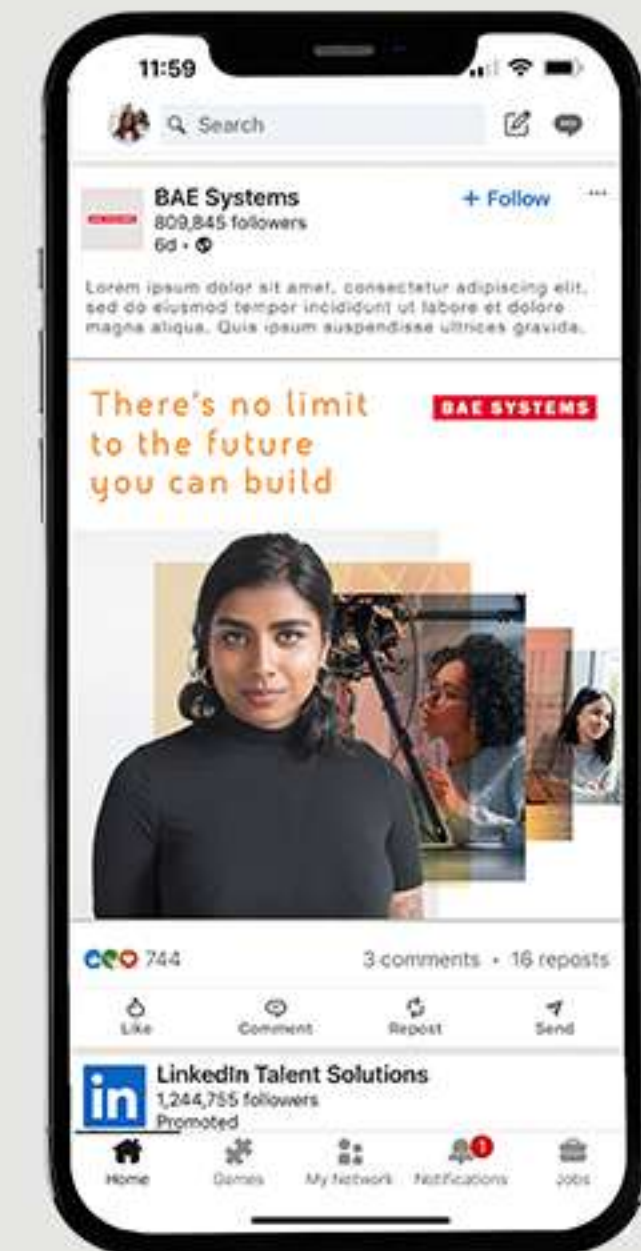 11:59
Search
BAE Systems
+ Follow
809,845 followers
6d
Lorem ipsum dolor sit amet, consectetur adipiscing elit,
sed do eiusmod tempor incididunt ut labore et dolore
magna aliqua. Quis ipsum suspendisse ultrices gravida.
There's no limit
to the future
you can build
BAE SYSTEMS
744
3 comments • 16 reposts
Like
Comment
Repost
Send
in
LinkedIn Talent Solutions
1,244,755 followers
Promoted
1
Home
Games
My Network
Notifications
Jobs